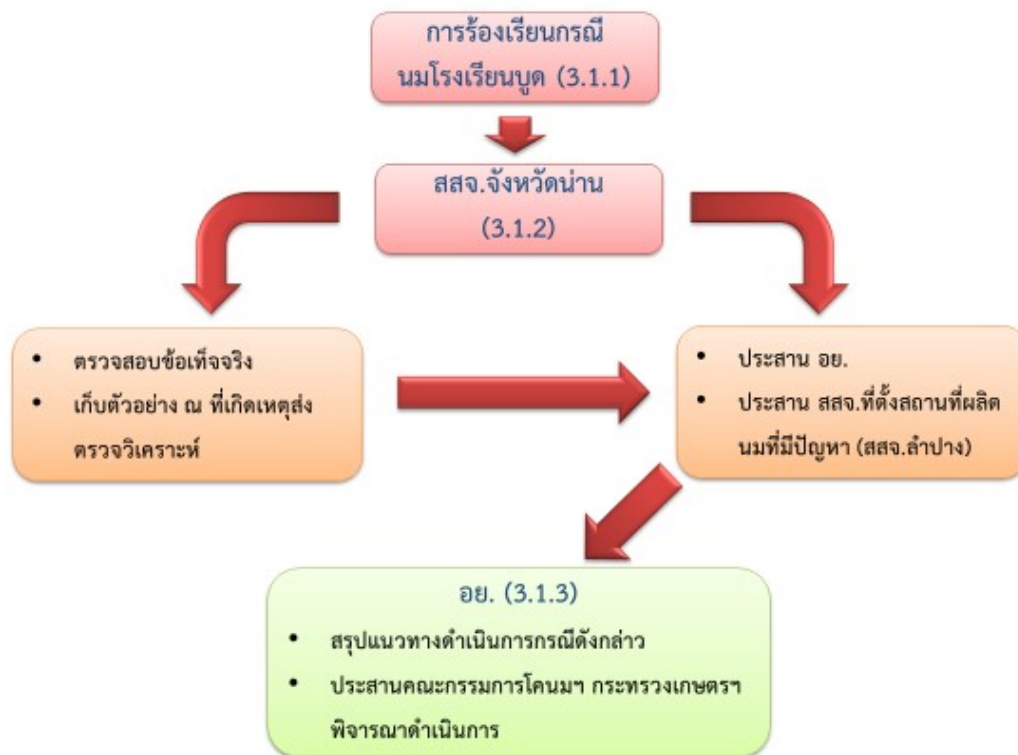 การร้องเรียนกรณี
นมโรงเรียนบูด (3.1.1)
สสจ.จังหวัดน่าน
(3.1.2)
• ตรวจสอบข้อเท็จจริง
• เก็บตัวอย่าง ณ ที่เกิดเหตุส่ง
ตรวจวิเคราะห์
• ประสาน อย.
• ประสาน สสจ.ที่ตั้งสถานที่ผลิต
นมที่มีปัญหา (สสจ.ลำปาง)
อย. (3.1.3)
• สรุปแนวทางดำเนินการกรณีดังกล่าว
• ประสานคณะกรรมการโคนมฯ กระทรวงเกษตรฯ
พิจารณาดำเนินการ